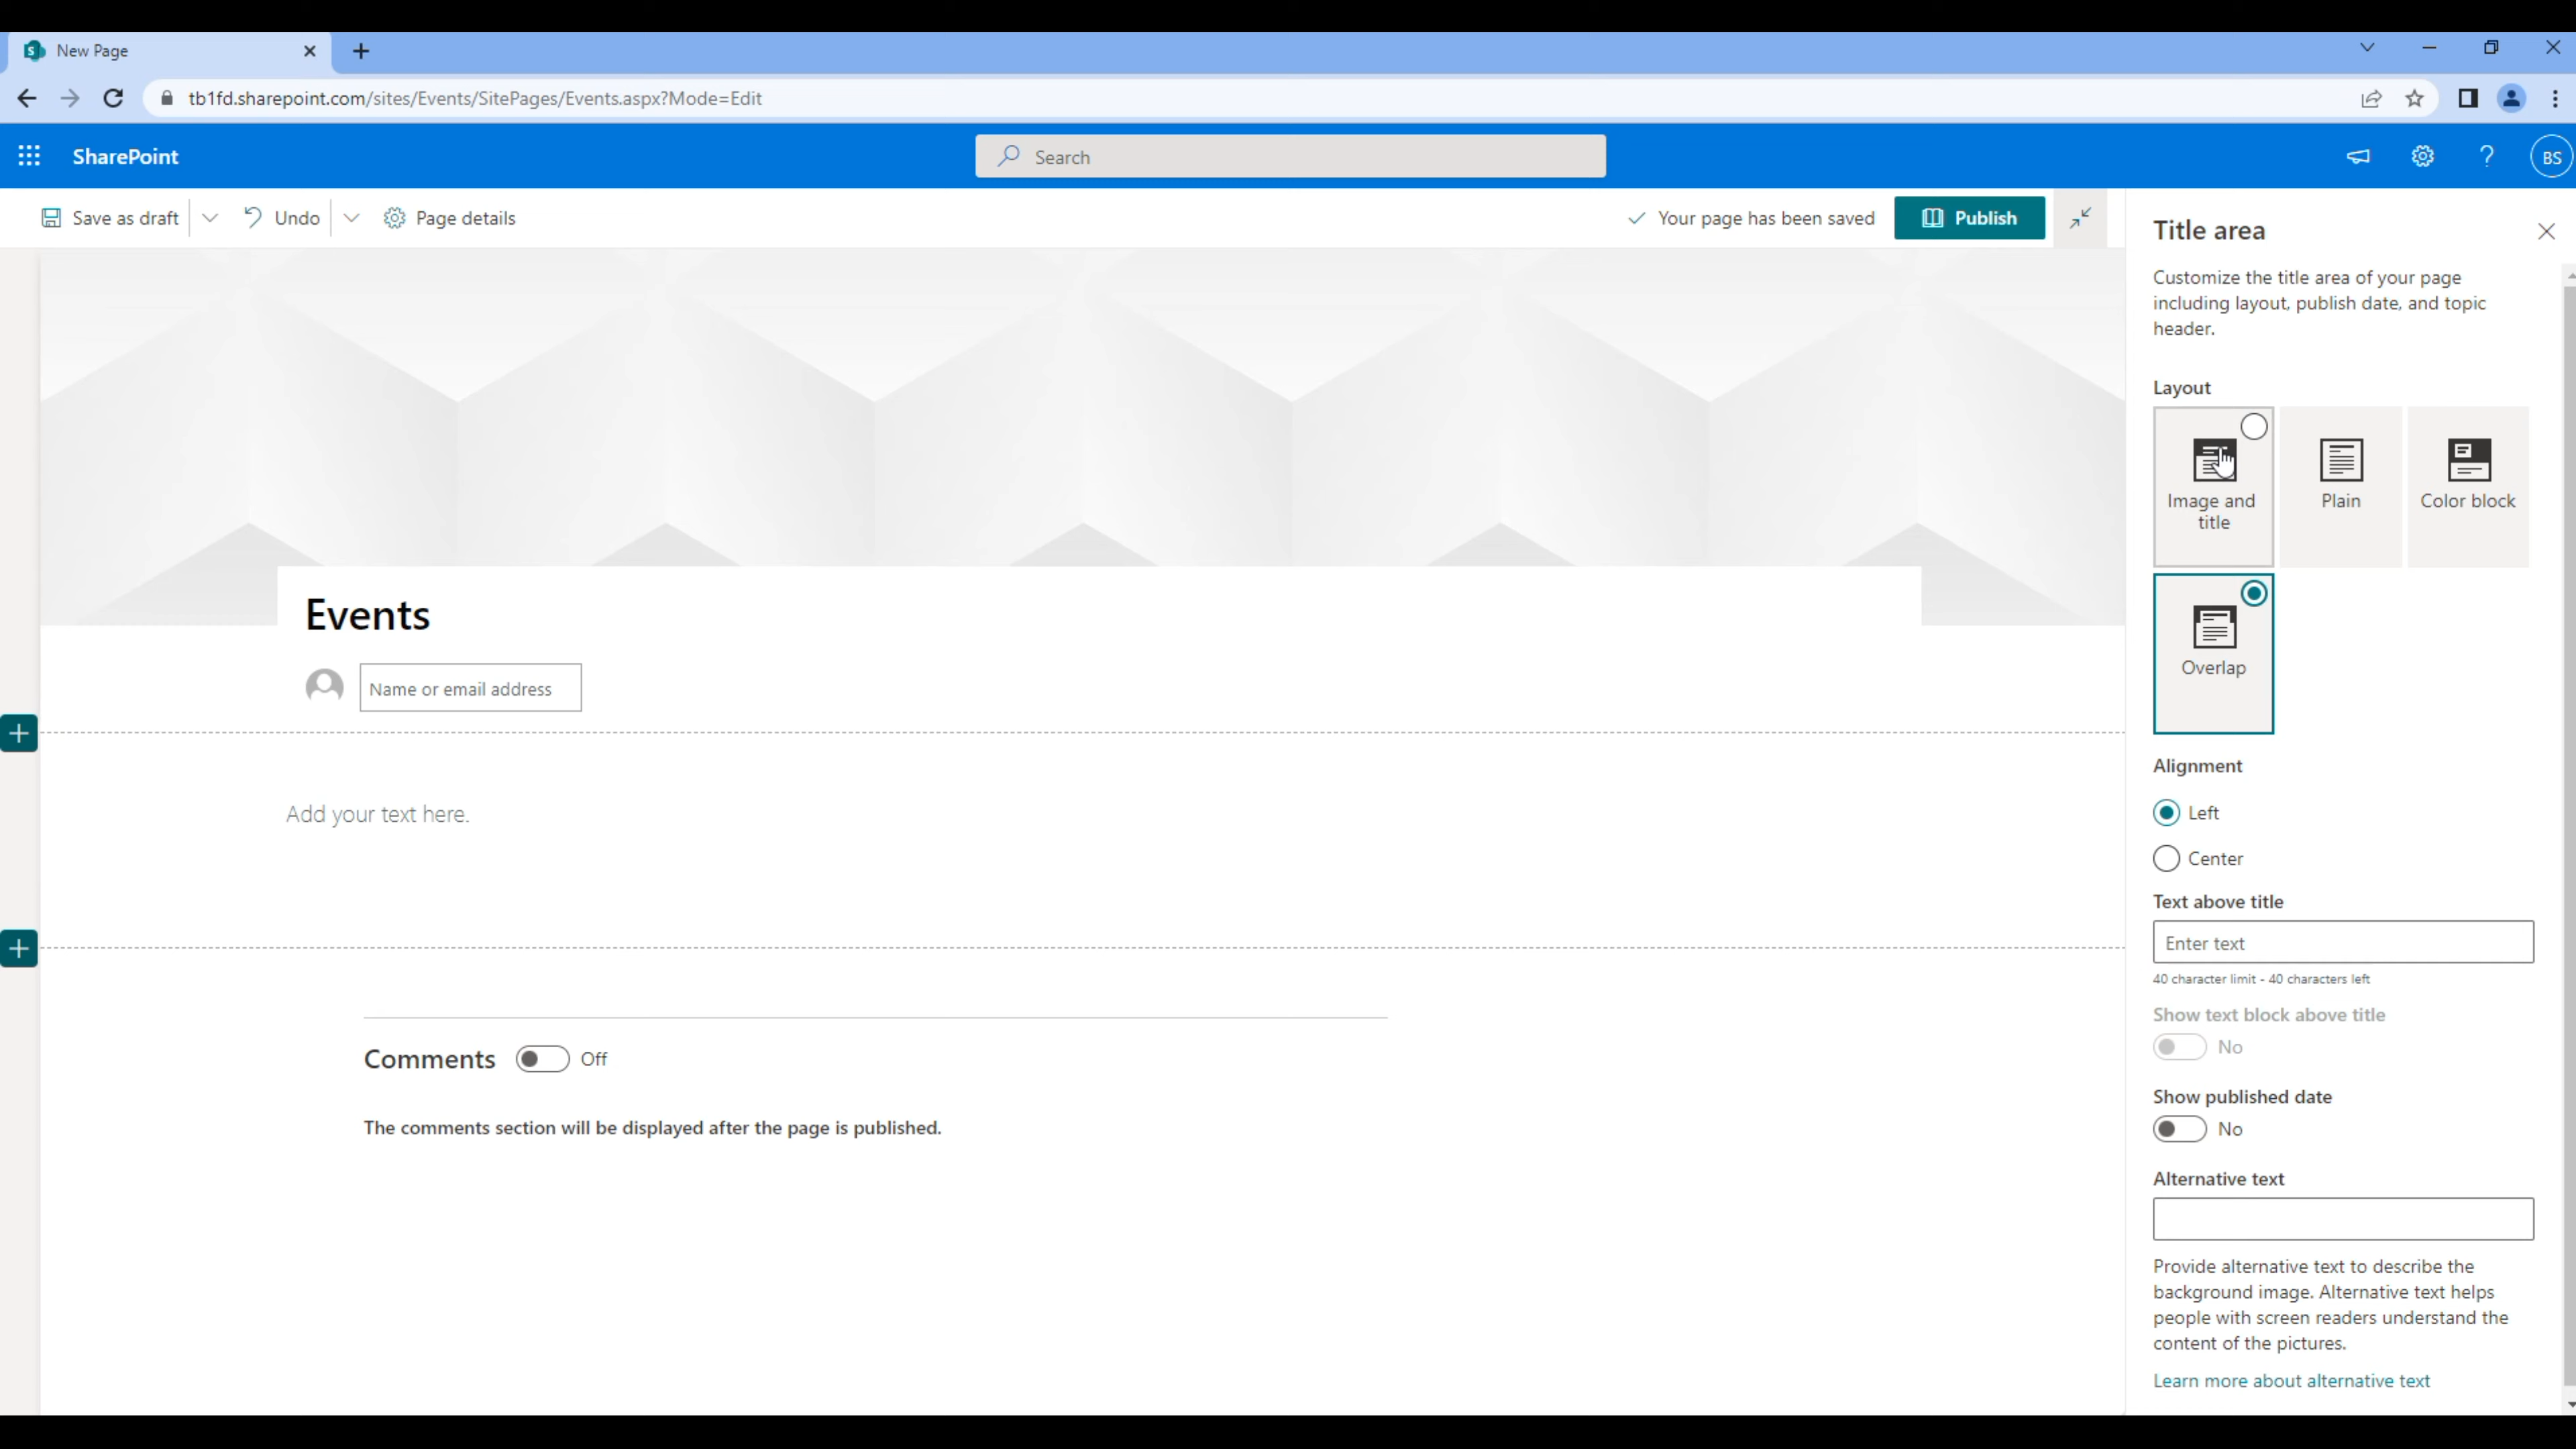 New Page
tb1fd.sharepoint.com/sites/Events/SitePages/Events.aspx?Mode=Edit
SharePoint
Search
BS
Save as draft
Undo
Page details
Your page has been saved
Publish
Events
Name or email address
Add your text here.
Comments
Off
The comments section will be displayed after the page is published.
Title area
Customize the title area of your page
including layout, publish date, and topic
header.
Layout
Image and
title
Plain
Color block
Overlap
Alignment
Left
Center
Text above title
Enter text
40 character limit - 40 characters left
Show text block above title
No
Show published date
No
Alternative text
Provide alternative text to describe the
background image. Alternative text helps
people with screen readers understand the
content of the pictures.
Learn more about alternative text